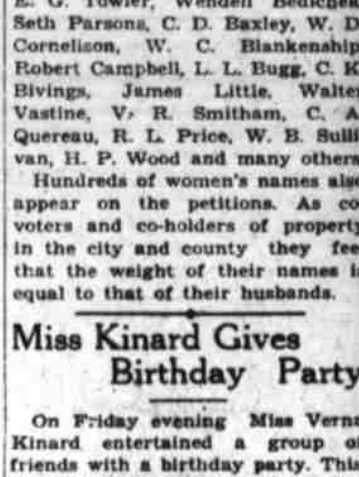 E. G. Towler, Wendell Bedichek
Seth Parsons, C. D. Baxley, W. D
Cornelison, W. C. Blankenship
Robert Campbell, L. L. Bugg, C. K
Bivings, James Little, Walter
Vastine, V. R. Smitham, C. A
Quereau, R. L. Price, W. B. Sulli
van, H. P. Wood and many others
Hundreds of women's names also
appear on the petitions. As co
voters and co-holders of property
in the city and county they fee
that the weight of their names i
equal to that of their husbands.
Miss Kinard Gives
Birthday Party
On Friday evening Miss Verna
Kinard entertained a group of
friends with a birthday party. This